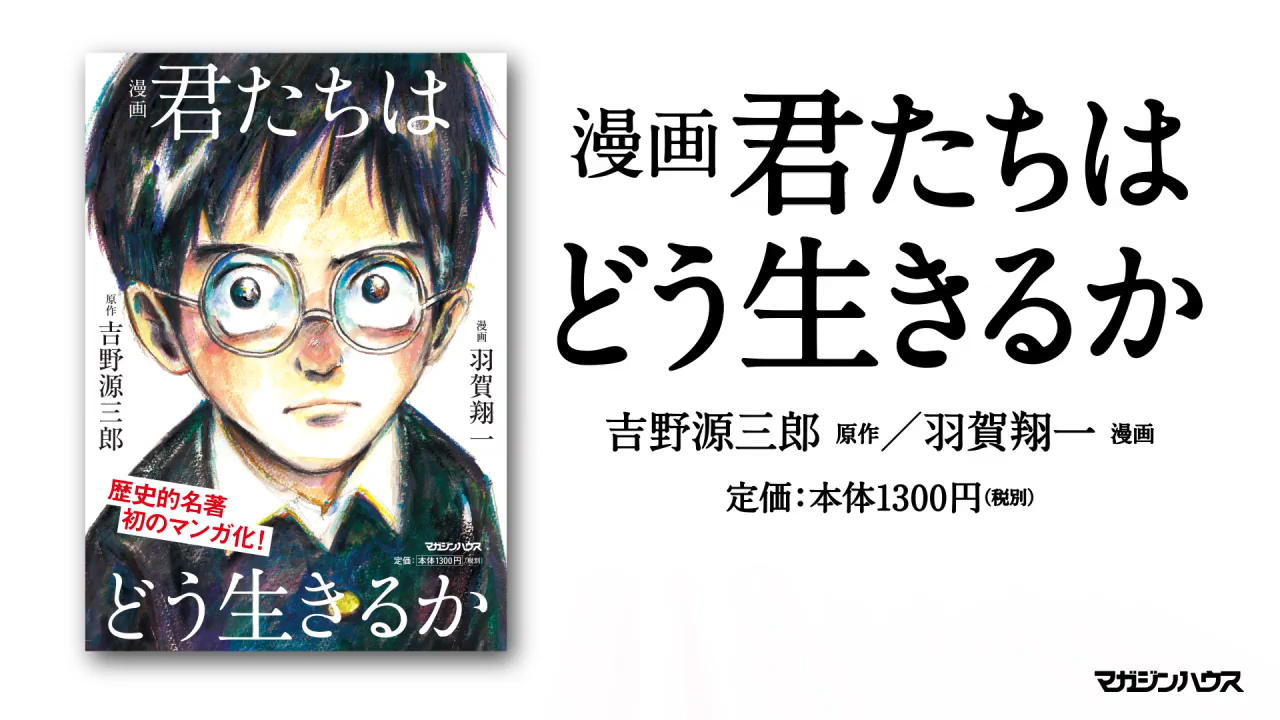 漫画 君たちは
原作 吉野源三郎
漫画 羽賀翔一
歴史的名著
初のマンガ化!
マガジンハウス
定価:本体1300円(税別)
どう生きるか
漫画 君たちは
どう生きるか
吉野源三郎 原作/羽賀翔一 漫画
定価:本体1300円(税別)
マガジンハウス